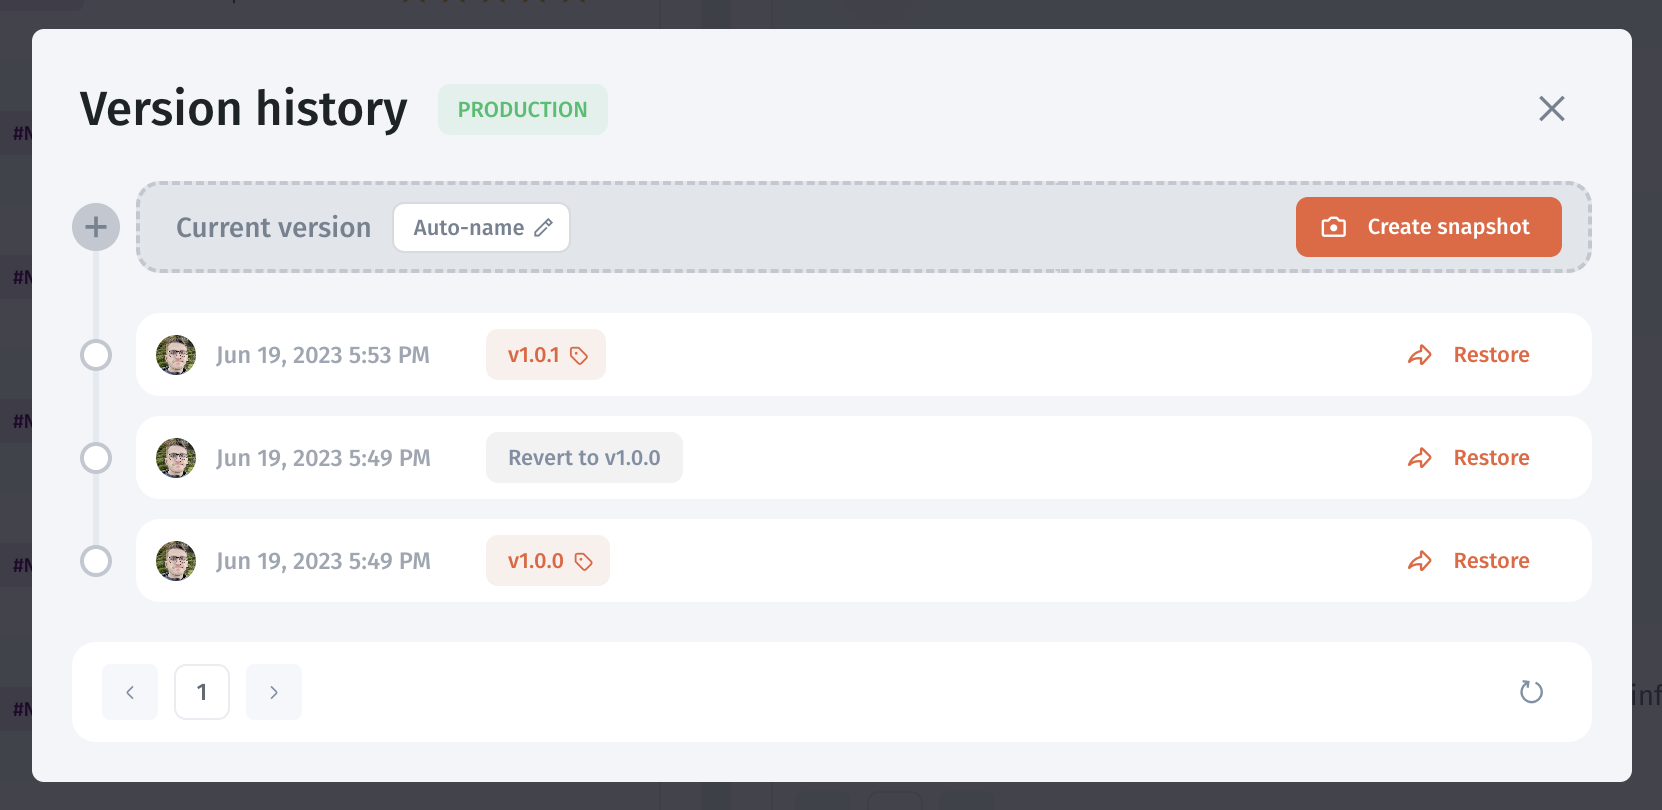 Version history
PRODUCTION
Current version
Auto-name
Create snapshot
Jun 19, 2023 5:53 PM
v1.0.1
Restore
Jun 19, 2023 5:49 PM
Revert to v1.0.0
Restore
Jun 19, 2023 5:49 PM
v1.0.0
Restore
1